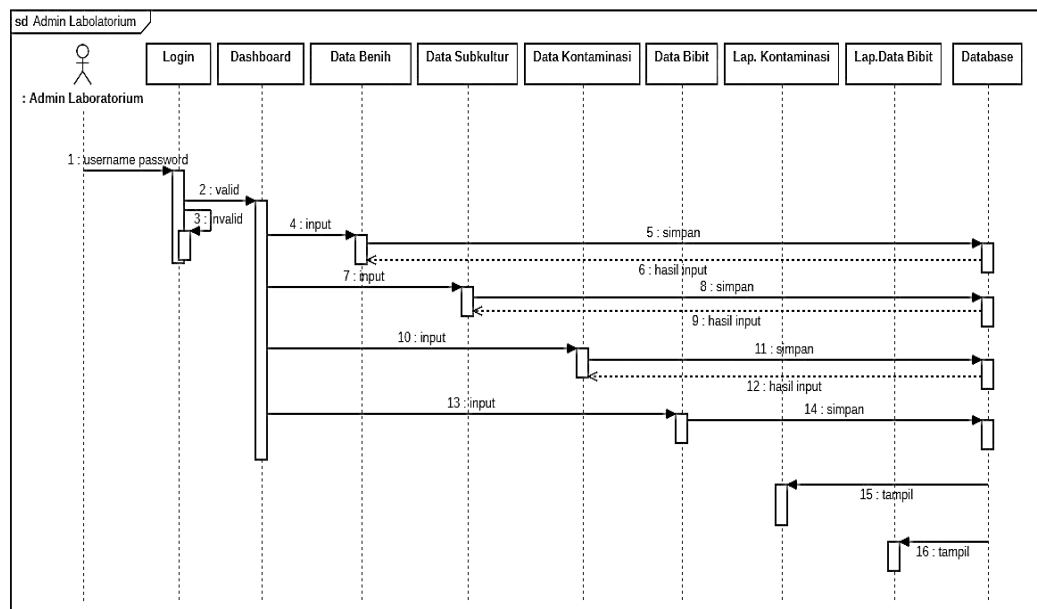 sd Admin Labolatorium
Login
Dashboard
Data Benih
Data Subkultur
Data Kontaminasi
Data Bibit
Lap. Kontaminasi
Lap.Data Bibit
Database
: Admin Laboratorium
1 : username password
2 : valid
3 : invalid
4 : input
5 : simpan
6 : hasil input
7 : input
8 : simpan
9 : hasil input
10 : input
11 : simpan
12 : hasil input
13 : input
14 : simpan
15 : tampil
16 : tampil